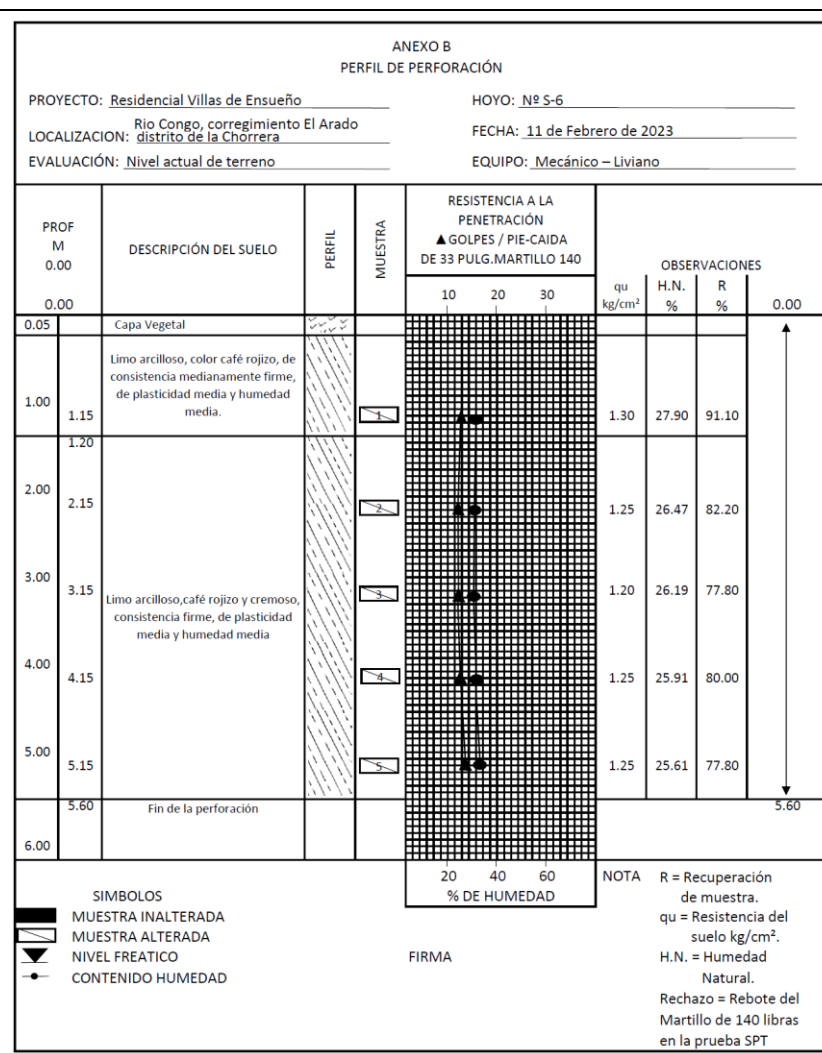 ANEXO B
PERFIL DE PERFORACIÓN
PROYECTO: Residencial Villas de Ensueño
HOYO: Nº S-6
LOCALIZACION: Rio Congo, corregimiento El Arado
distrito de la Chorrera
FECHA: 11 de Febrero de 2023
EVALUACIÓN: Nivel actual de terreno
EQUIPO: Mecánico – Liviano
PROF
M
0.00
0.00
DESCRIPCIÓN DEL SUELO
PERFIL
MUESTRA
RESISTENCIA A LA
PENETRACIÓN
▲GOLPES / PIE-CAIDA
DE 33 PULG.MARTILLO 140
10 20 30
OBSERVACIONES
qu
kg/cm²
H.N.
%
R
%
0.00
0.05 Capa Vegetal
Limo arcilloso, color café rojizo, de
consistencia medianamente firme,
de plasticidad media y humedad
media.
1.00
1.15 1 1.30 27.90 91.10
1.20
2.00
2.15 2 1.25 26.47 82.20
3.00
3.15 3 1.20 26.19 77.80
Limo arcilloso,café rojizo y cremoso,
consistencia firme, de plasticidad
media y humedad media
4.00
4.15 4 1.25 25.91 80.00
5.00
5.15 5 1.25 25.61 77.80
5.60 Fin de la perforación 5.60
6.00
20 40 60
% DE HUMEDAD
SIMBOLOS
MUESTRA INALTERADA
MUESTRA ALTERADA
NIVEL FREATICO
CONTENIDO HUMEDAD
FIRMA
NOTA R = Recuperación
de muestra.
qu = Resistencia del
suelo kg/cm².
H.N. = Humedad
Natural.
Rechazo = Rebote del
Martillo de 140 libras
en la prueba SPT